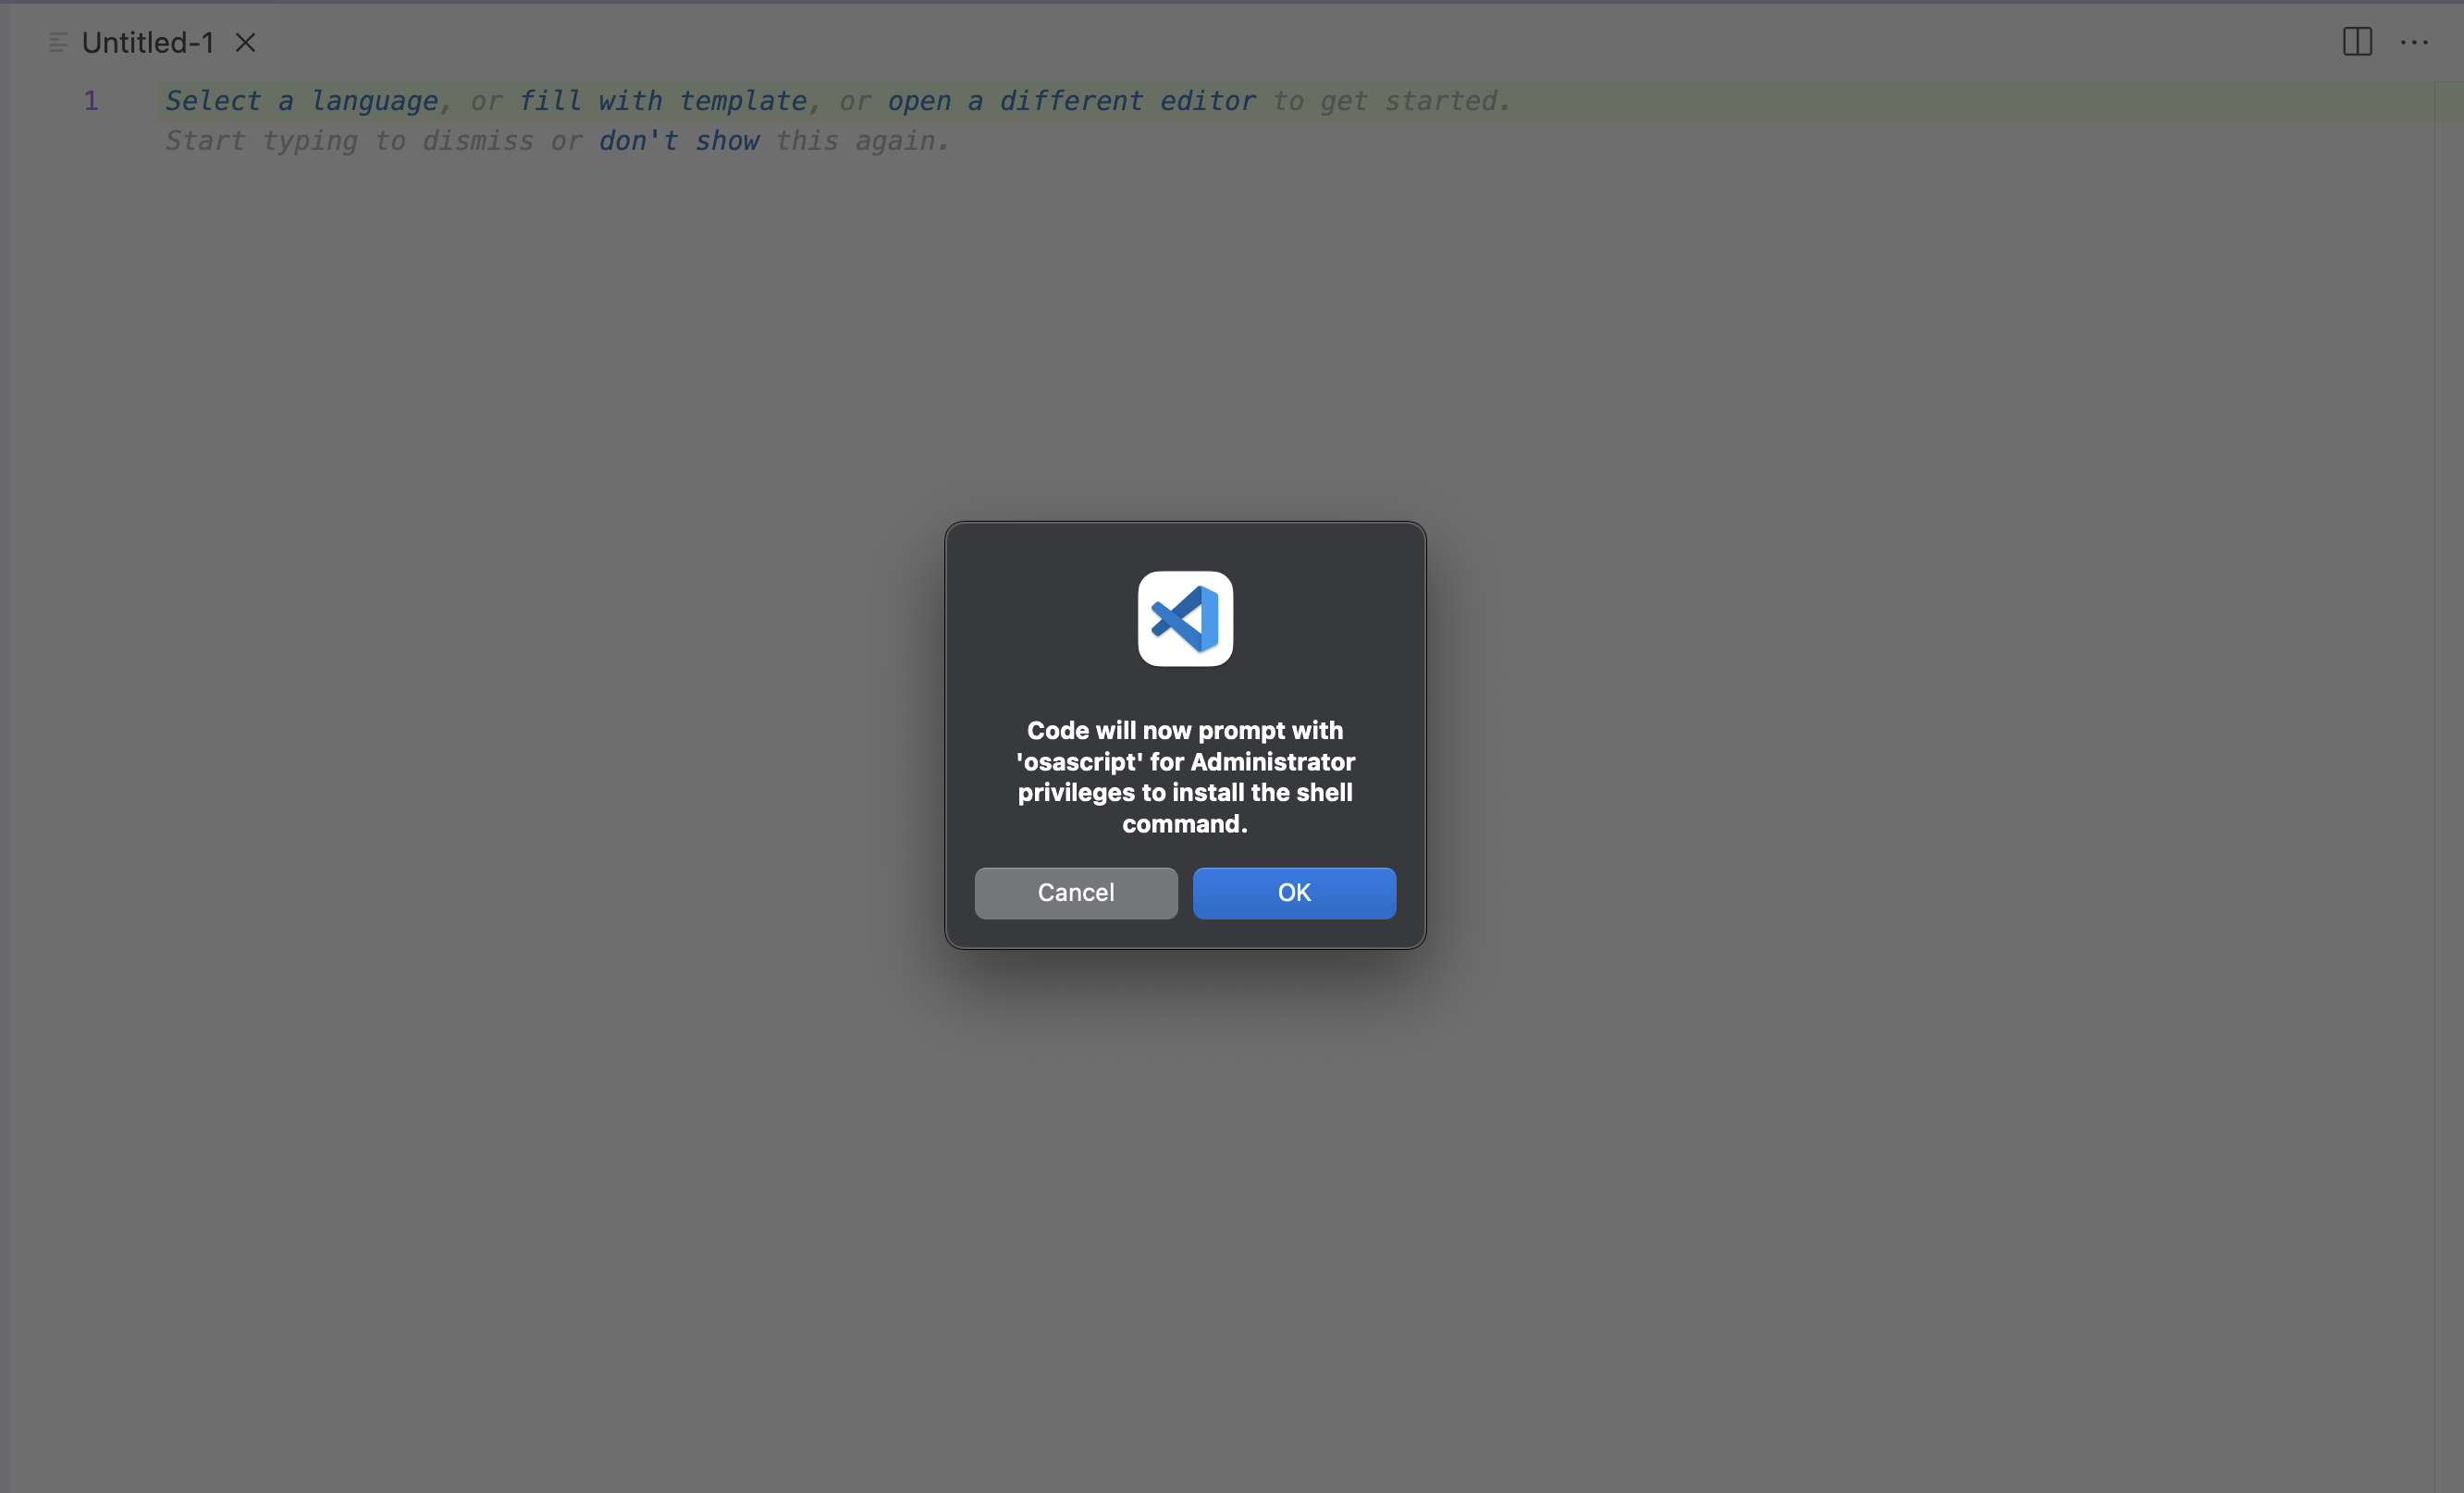 Untitled-1
1 Select a language, or fill with template, or open a different editor to get started.
Start typing to dismiss or don't show this again.
Code will now prompt with
'osascript' for Administrator
privileges to install the shell
command.
Cancel OK